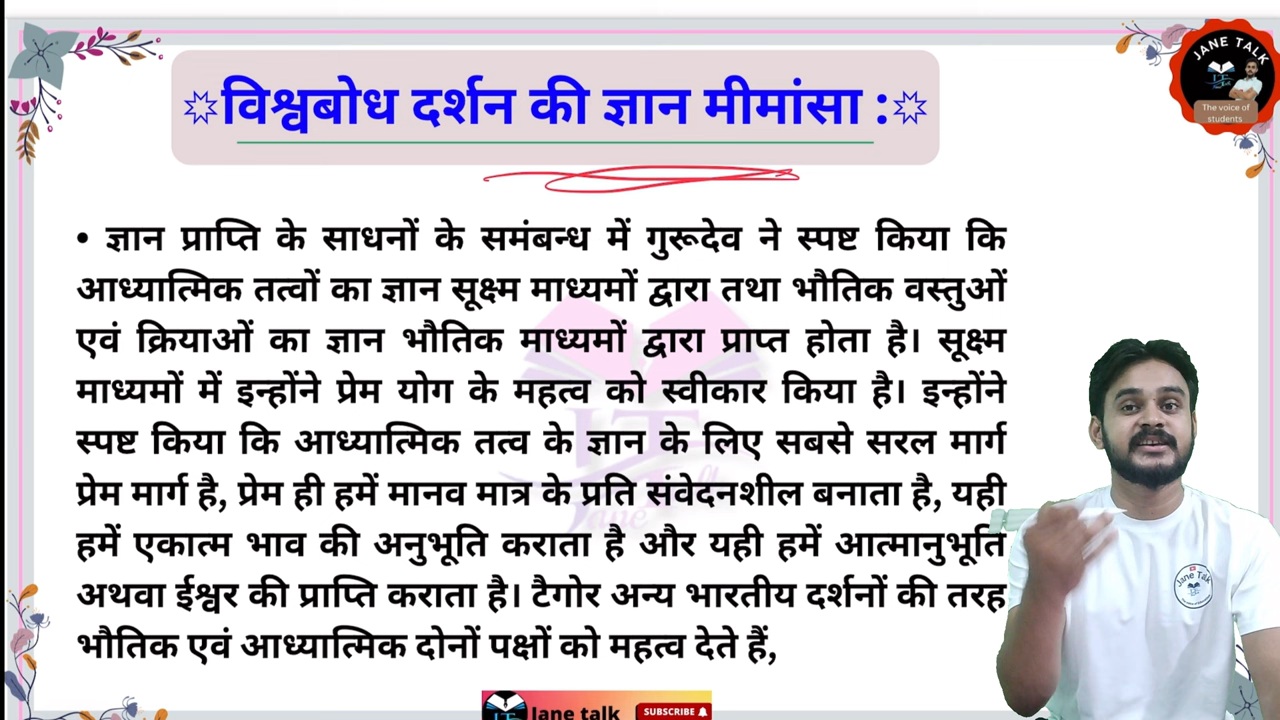 विश्वबोध दर्शन की ज्ञान मीमांसा :
JANE TALK
The voice of
students
• ज्ञान प्राप्ति के साधनों के समंबन्ध में गुरूदेव ने स्पष्ट किया कि
आध्यात्मिक तत्वों का ज्ञान सूक्ष्म माध्यमों द्वारा तथा भौतिक वस्तुओं
एवं क्रियाओं का ज्ञान भौतिक माध्यमों द्वारा प्राप्त होता है। सूक्ष्म
माध्यमों में इन्होंने प्रेम योग के महत्व को स्वीकार किया है। इन्होंने
स्पष्ट किया कि आध्यात्मिक तत्व के ज्ञान के लिए सबसे सरल मार्ग
प्रेम मार्ग है, प्रेम ही हमें मानव मात्र के प्रति संवेदनशील बनाता है, यही
हमें एकात्म भाव की अनुभूति कराता है और यही हमें आत्मानुभूति
अथवा ईश्वर की प्राप्ति कराता है। टैगोर अन्य भारतीय दर्शनों की तरह
भौतिक एवं आध्यात्मिक दोनों पक्षों को महत्व देते हैं,
Jane Talk
Jane talk
SUBSCRIBE